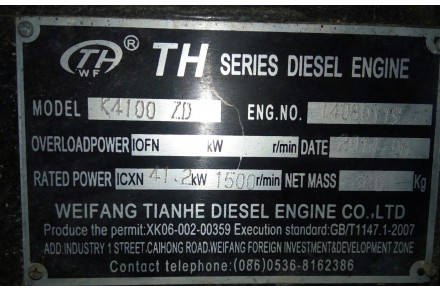 TH WF ® TH SERIES DIESEL ENGINE
MODEL K4100 ZD ENG.NO.
OVERLOADPOWER IOFN kW r/min DATE
RATED POWER ICXN 41.2 kW 1500 r/min NET MASS Kg
WEIFANG TIANHE DIESEL ENGINE CO.,LTD
Produce the permit:XK06-002-00359 Execution standard:GB/T1147.1-2007
ADD:INDUSTRY 1 STREET.CAIHONG ROAD.WEIFANG FOREIGN INVESTMENT&DEVELOPMENT ZONE
Contact telephone:(086)0536-8162386